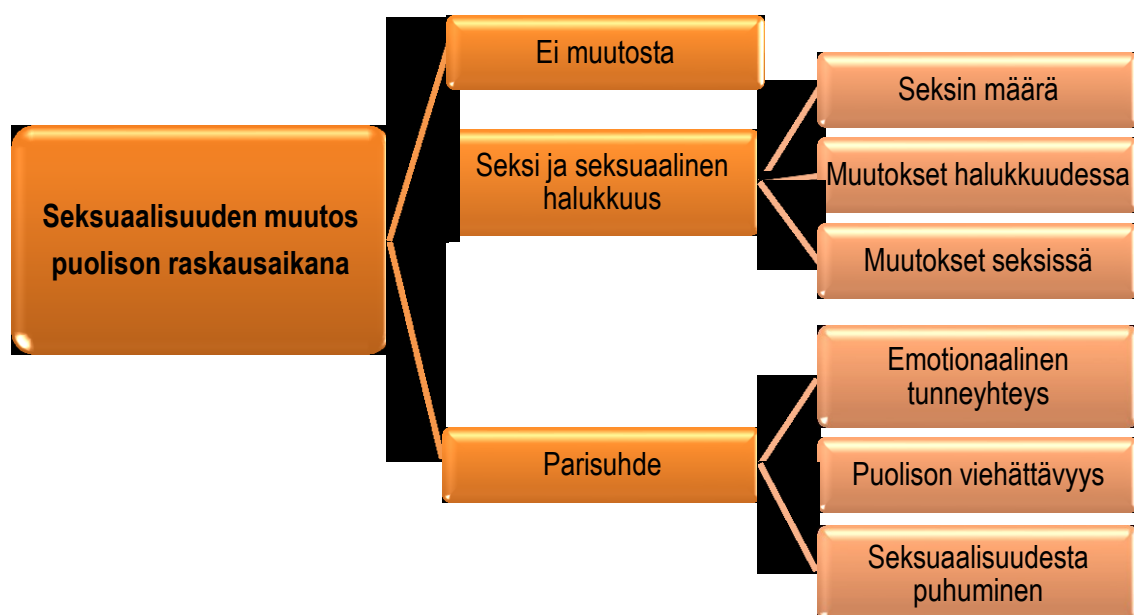 Seksuaalisuuden muutos
puolison raskausaikana
Ei muutosta
Seksi ja seksuaalinen
halukkuus
Seksin määrä
Muutokset halukkuudessa
Muutokset seksissä
Parisuhde
Emotionaalinen
tunneyhteys
Puolison viehättävyys
Seksuaalisuudesta
puhuminen